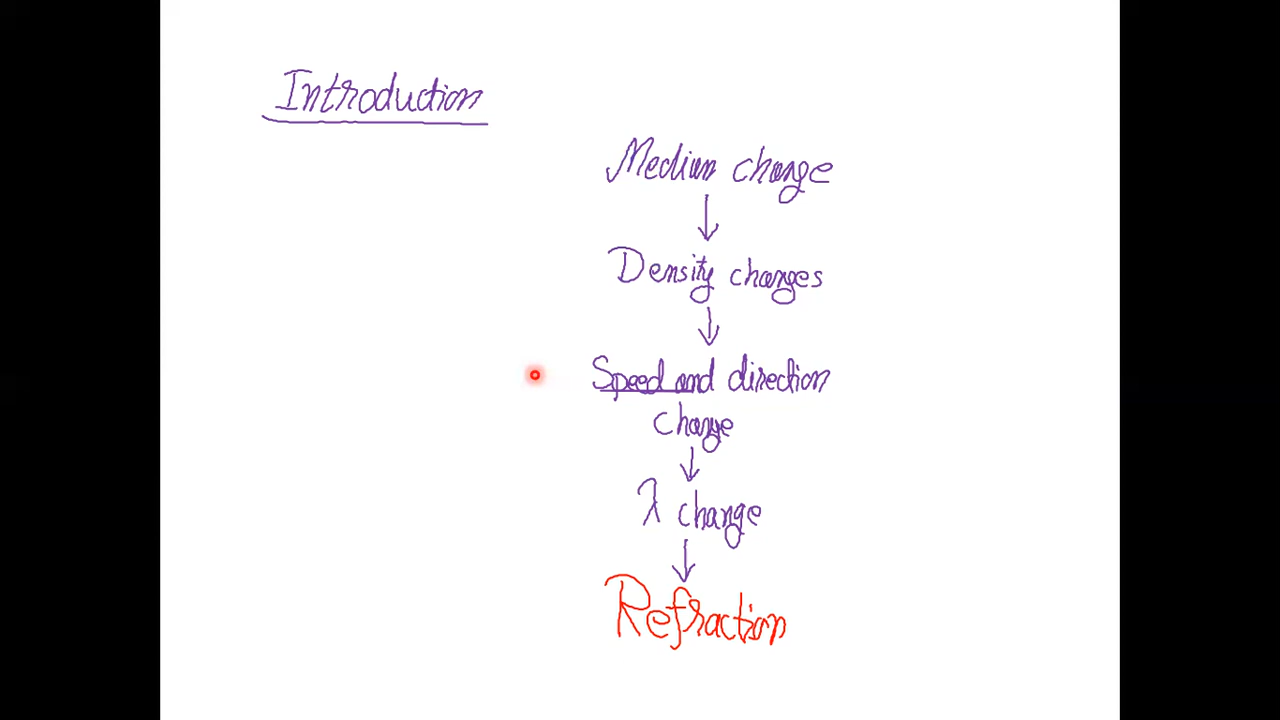 Introduction
Medium change
↓
Density changes
↓
Speed and direction
change
↓
λ change
↓
Refraction